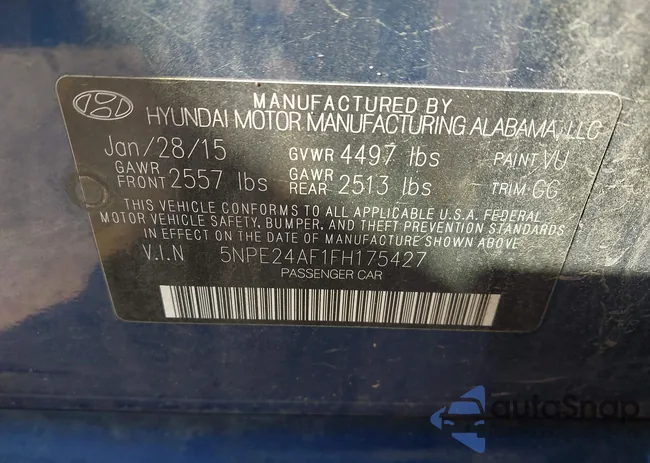 MANUFACTURED BY
HYUNDAI MOTOR MANUFACTURING ALABAMA, LLC
Jan/28/15 GVWR 4497 lbs PAINT VU
GAWR FRONT 2557 lbs GAWR REAR 2513 lbs TRIM GG
THIS VEHICLE CONFORMS TO ALL APPLICABLE U.S.A. FEDERAL
MOTOR VEHICLE SAFETY, BUMPER, AND THEFT PREVENTION STANDARDS
IN EFFECT ON THE DATE OF MANUFACTURE SHOWN ABOVE
V.I.N 5NPE24AF1FH175427
PASSENGER CAR
autoSnap